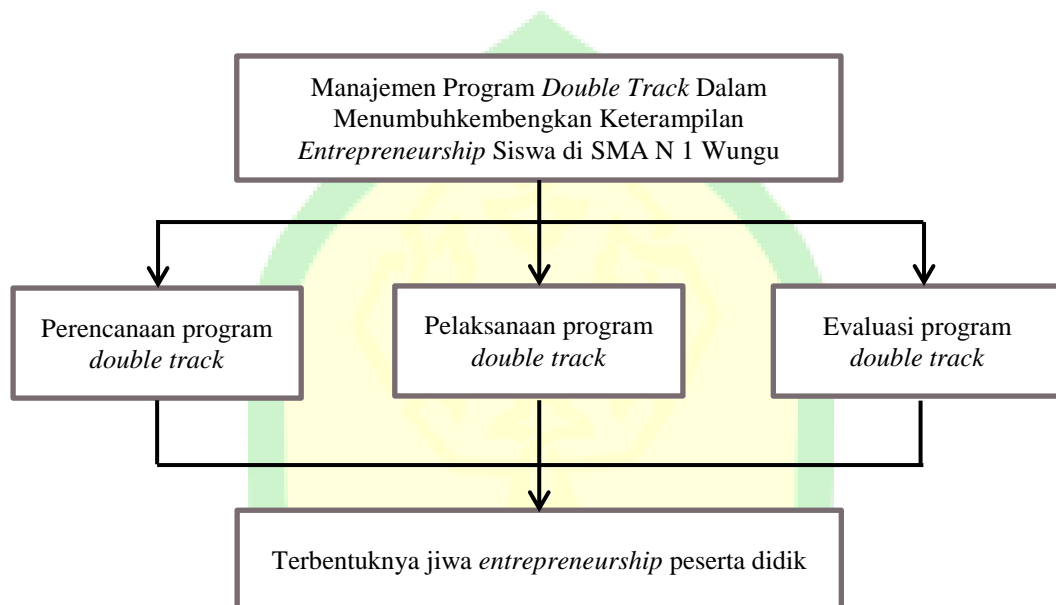 Manajemen Program Double Track Dalam
Menumbuhkembengkan Keterampilan
Entrepreneurship Siswa di SMA N 1 Wungu
Perencanaan program
double track
Pelaksanaan program
double track
Evaluasi program
double track
Terbentuknya jiwa entrepreneurship peserta didik